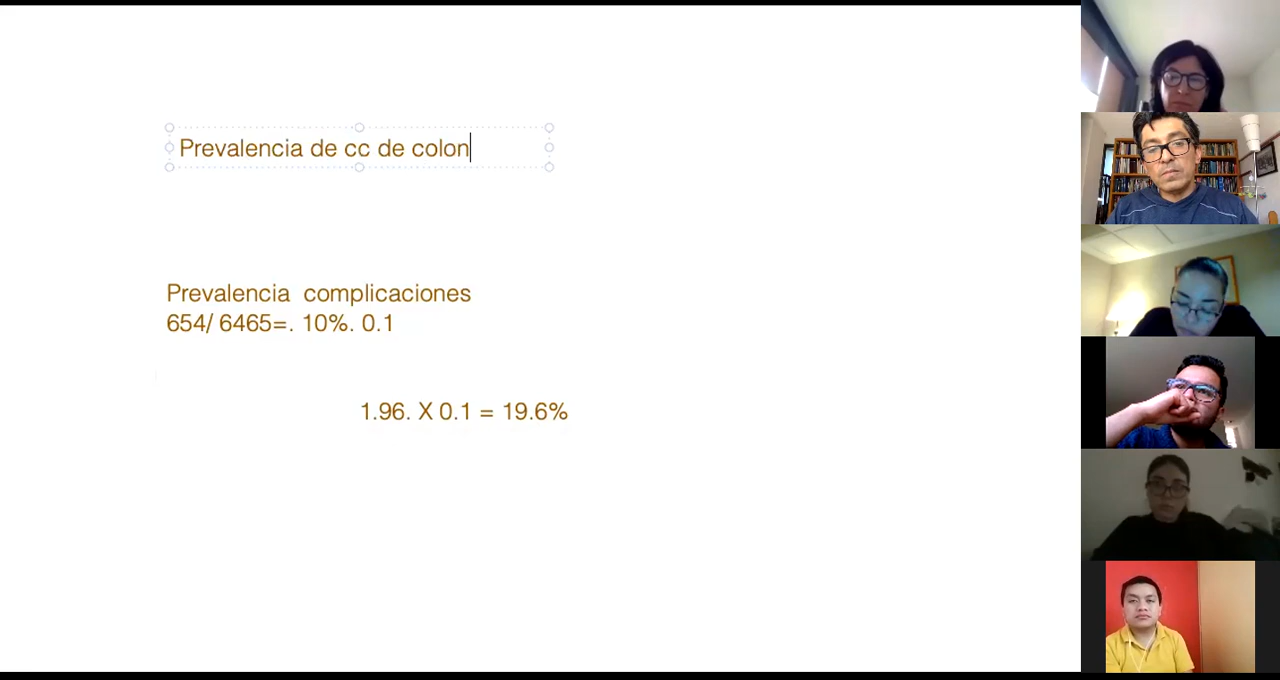 Prevalencia de cc de colon
Prevalencia  complicaciones
654/ 6465=. 10%. 0.1
1.96. X 0.1 = 19.6%